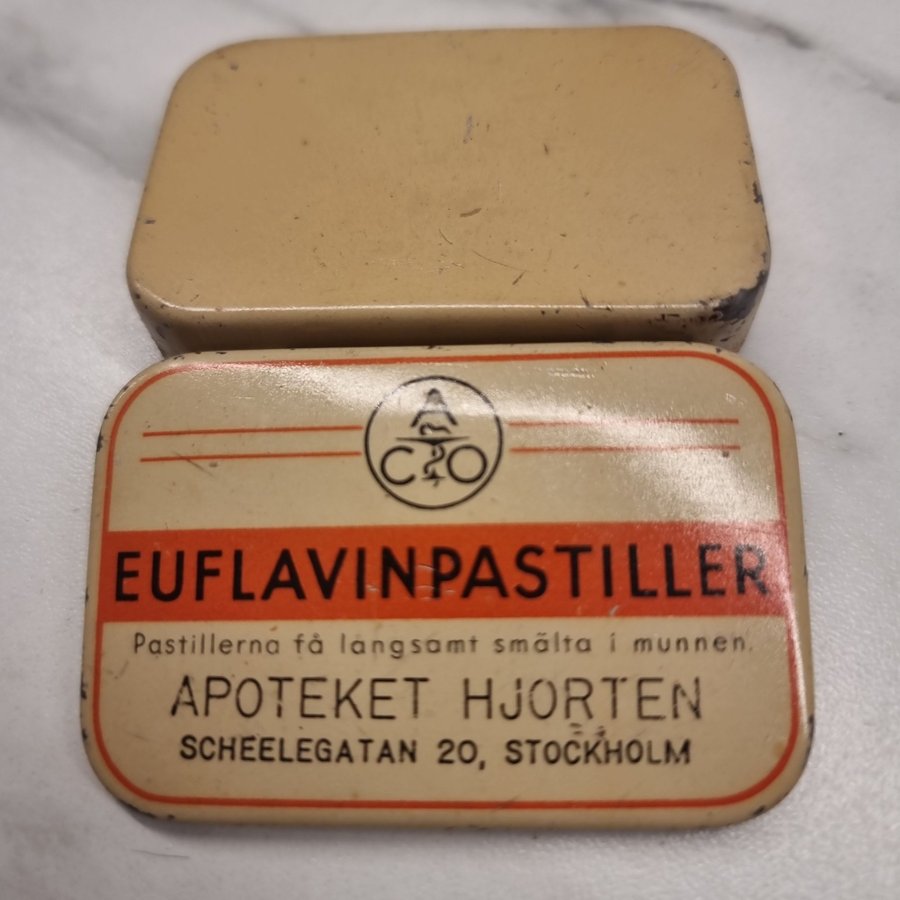 A
C O
EUFLAVINPASTILLER
Pastillerna få långsamt smälta i munnen.
APOTEKET HJORTEN
SCHEELEGATAN 20, STOCKHOLM